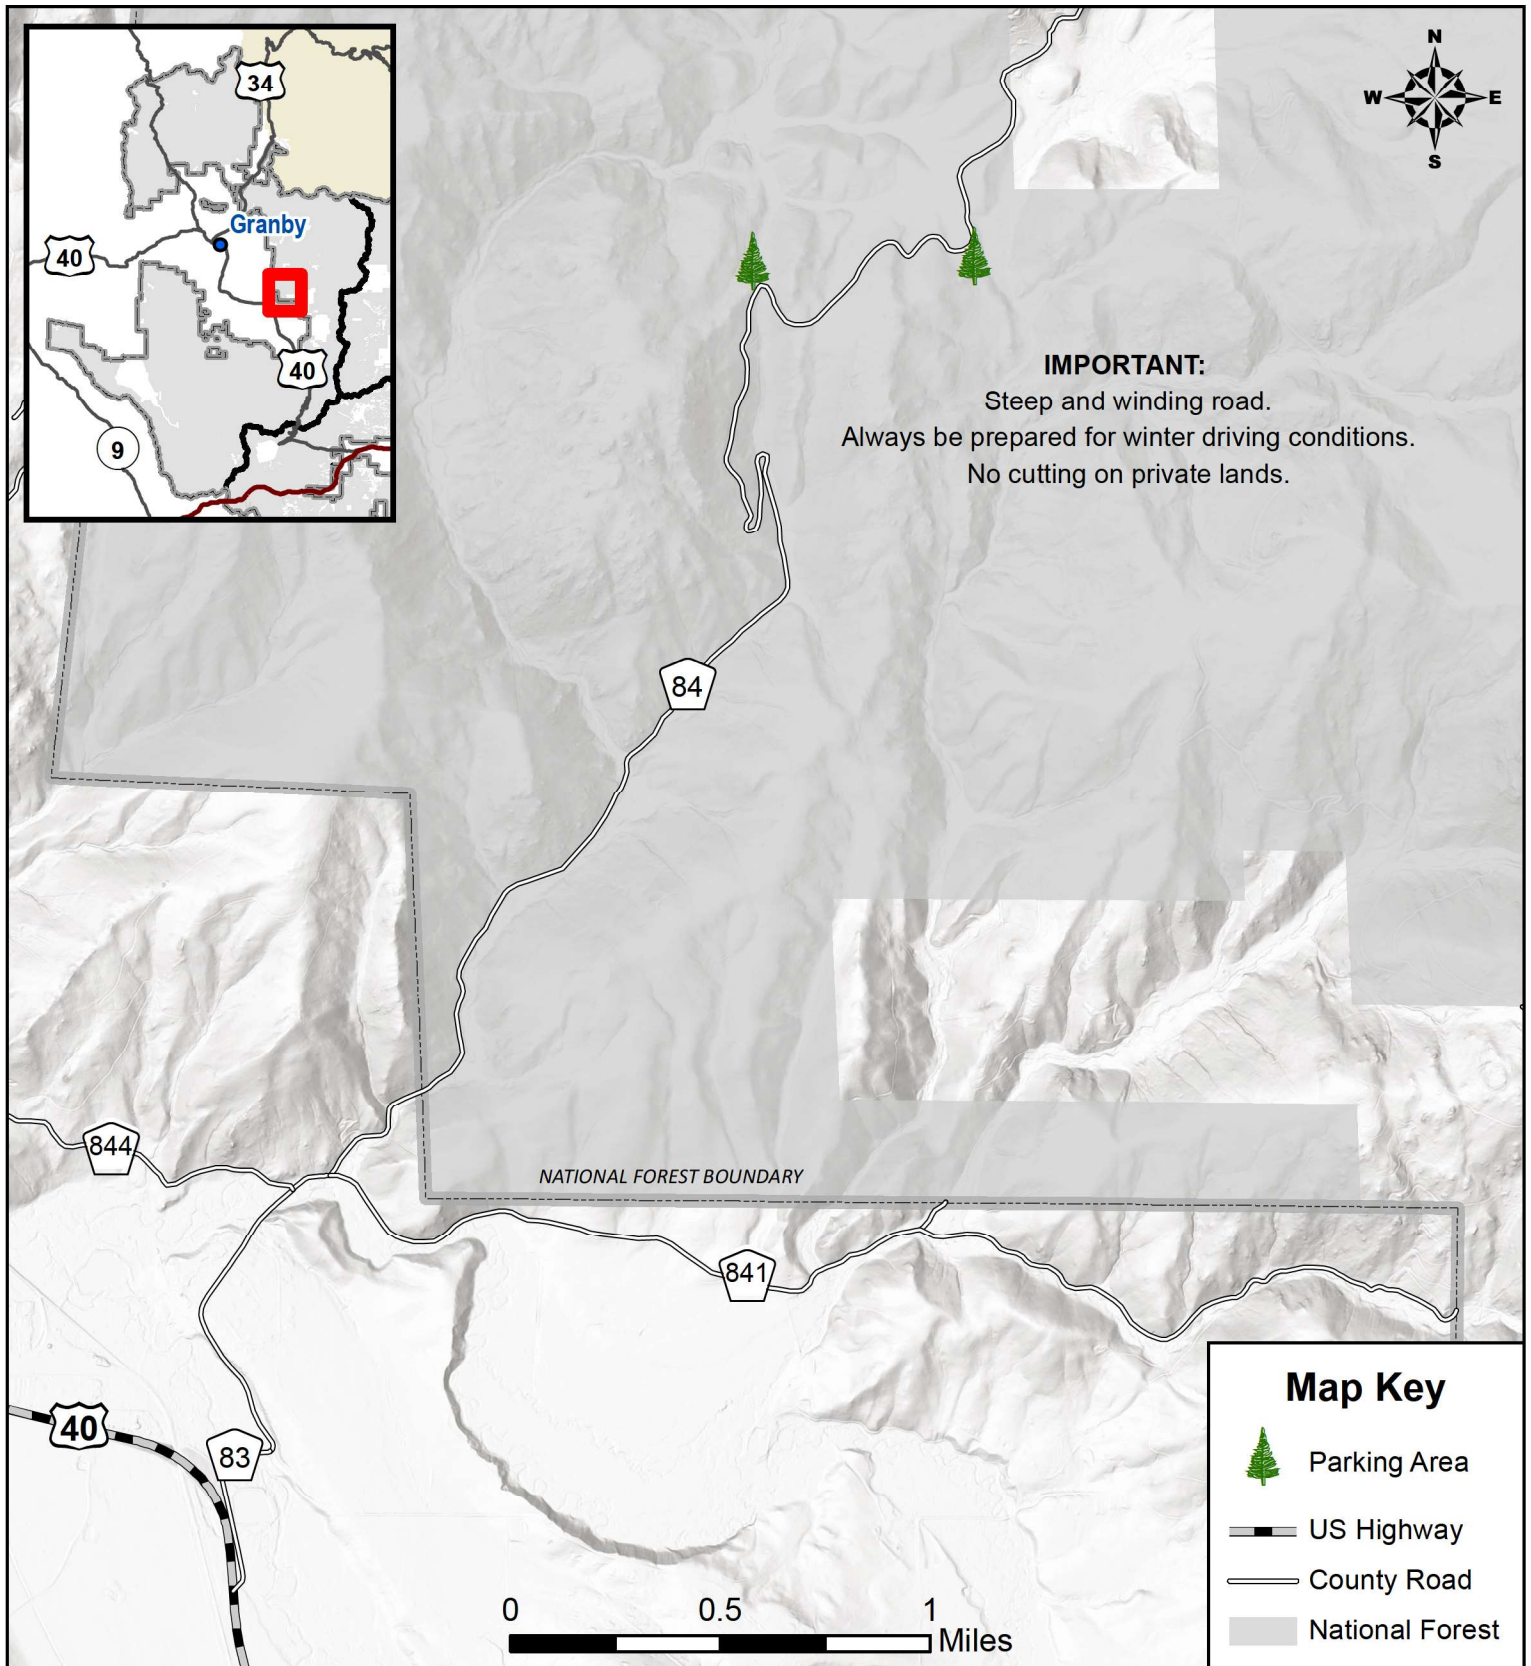 N
W E
S
34
Granby
40
40
9
IMPORTANT:
Steep and winding road.
Always be prepared for winter driving conditions.
No cutting on private lands.
84
844
NATIONAL FOREST BOUNDARY
841
40
83
Map Key
Parking Area
US Highway
County Road
National Forest
0 0.5 1
Miles